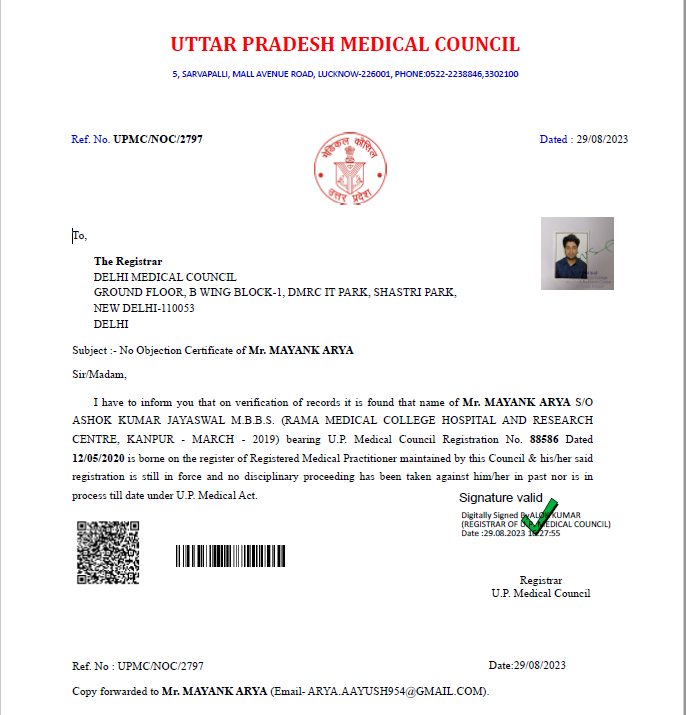 UTTAR PRADESH MEDICAL COUNCIL
5, SARVAPALLI, MALL AVENUE ROAD, LUCKNOW-226001, PHONE:0522-2238846,3302100
Ref. No. UPMC/NOC/2797
Dated : 29/08/2023
मेडिकल कौंसिल
उत्तर प्रदेश
To,
The Registrar
DELHI MEDICAL COUNCIL
GROUND FLOOR, B WING BLOCK-1, DMRC IT PARK, SHASTRI PARK,
NEW DELHI-110053
DELHI
Subject :- No Objection Certificate of Mr. MAYANK ARYA
Sir/Madam,
I have to inform you that on verification of records it is found that name of Mr. MAYANK ARYA S/O
ASHOK KUMAR JAYASWAL M.B.B.S. (RAMA MEDICAL COLLEGE HOSPITAL AND RESEARCH
CENTRE, KANPUR - MARCH - 2019) bearing U.P. Medical Council Registration No. 88586 Dated
12/05/2020 is borne on the register of Registered Medical Practitioner maintained by this Council & his/her said
registration is still in force and no disciplinary proceeding has been taken against him/her in past nor is in
process till date under U.P. Medical Act.
Signature valid
Digitally Signed By ALOK KUMAR
(REGISTRAR OF U.P. MEDICAL COUNCIL)
Date :29.08.2023 :27:55
Registrar
U.P. Medical Council
Ref. No : UPMC/NOC/2797
Date:29/08/2023
Copy forwarded to Mr. MAYANK ARYA (Email- ARYA.AAYUSH954@GMAIL.COM).